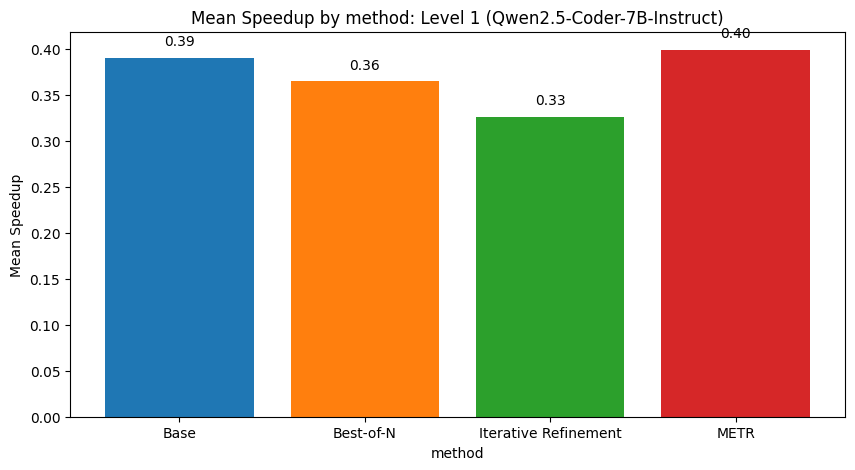 Mean Speedup by method: Level 1 (Qwen2.5-Coder-7B-Instruct)
Mean Speedup
0.40
0.35
0.30
0.25
0.20
0.15
0.10
0.05
0.00
0.39
0.36
0.33
0.40
Base
Best-of-N
Iterative Refinement
METR
method